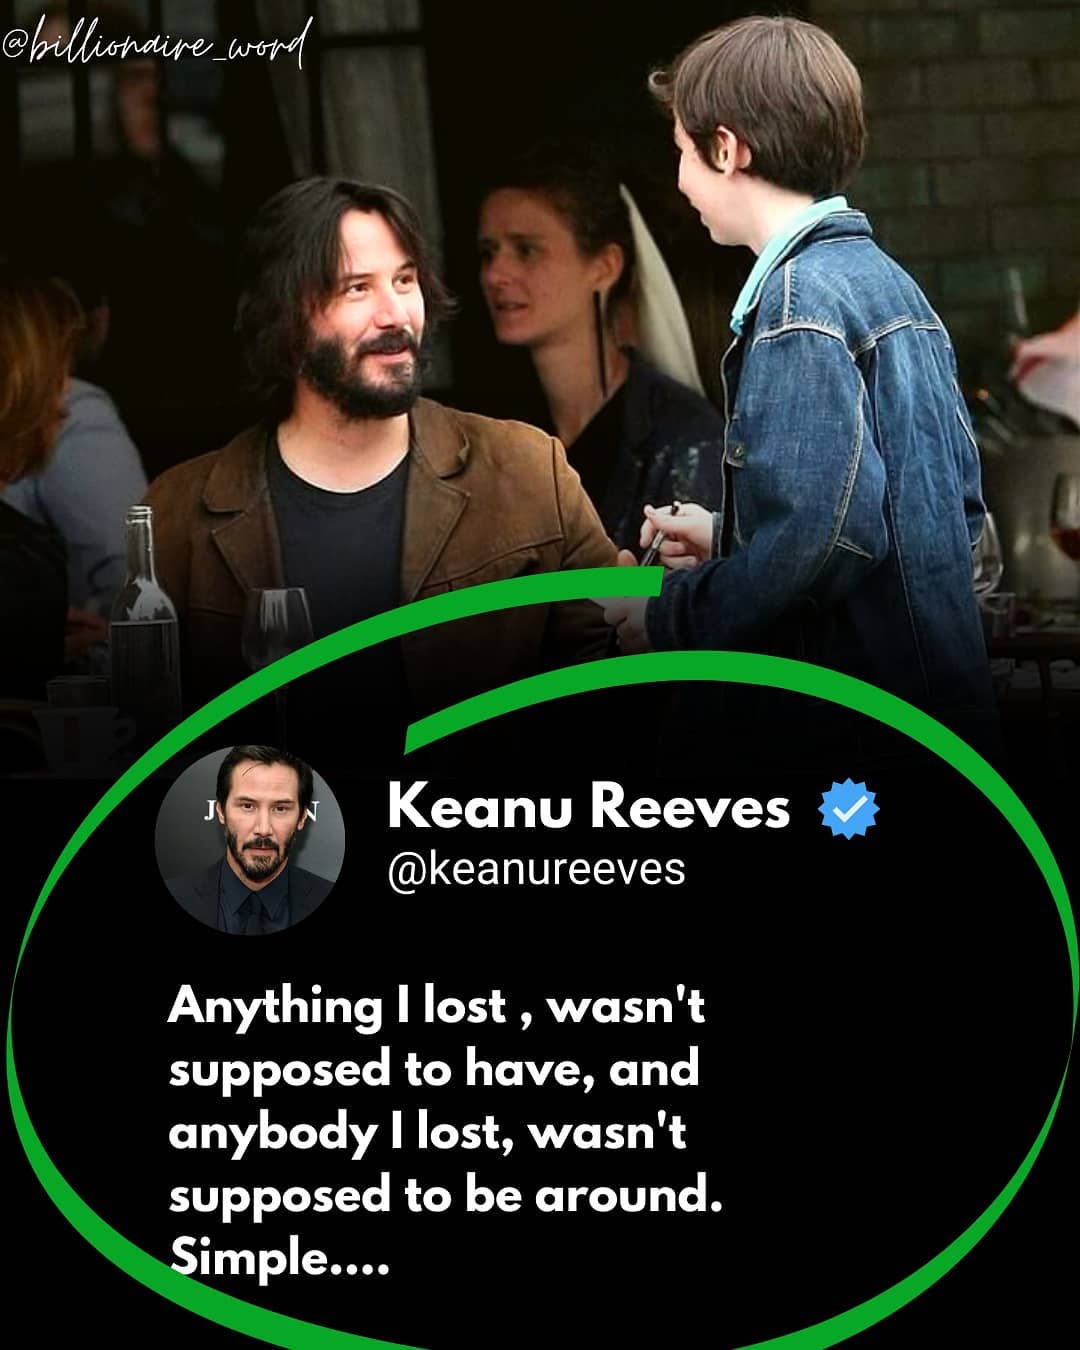 @billionaire_word
J N
Keanu Reeves
@keanureeves
Anything I lost , wasn't
supposed to have, and
anybody I lost, wasn't
supposed to be around.
Simple....